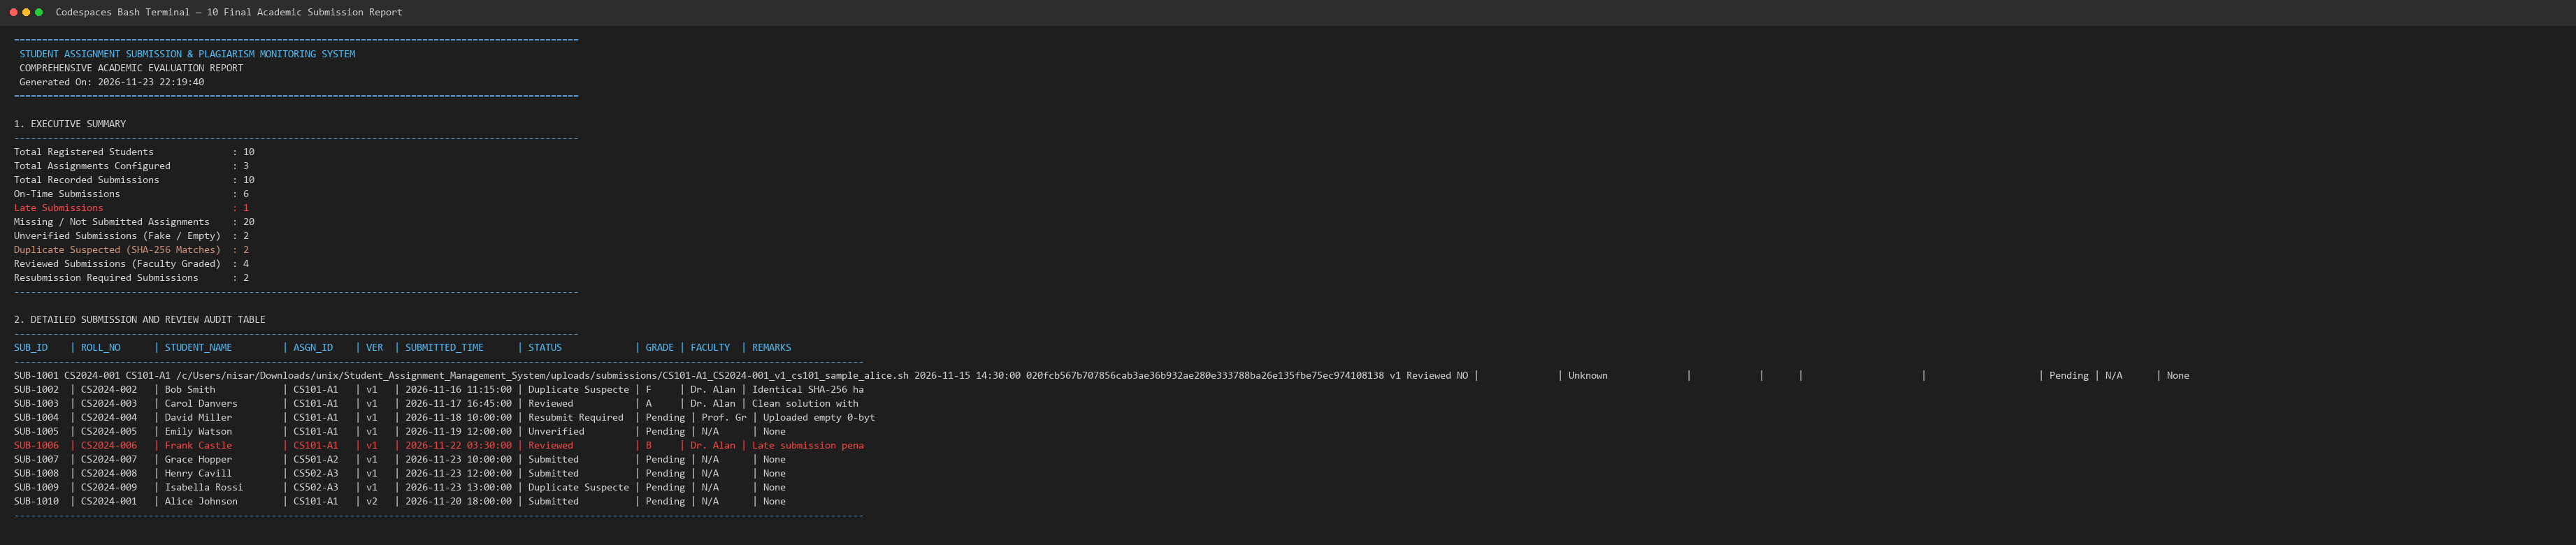 Codespaces Bash Terminal — 10 Final Academic Submission Report
=====================================================================================================
STUDENT ASSIGNMENT SUBMISSION & PLAGIARISM MONITORING SYSTEM
COMPREHENSIVE ACADEMIC EVALUATION REPORT
Generated On: 2026-11-23 22:19:40
=====================================================================================================
1. EXECUTIVE SUMMARY
-----------------------------------------------------------------------------------------------------
Total Registered Students : 10
Total Assignments Configured : 3
Total Recorded Submissions : 10
On-Time Submissions : 6
Late Submissions : 1
Missing / Not Submitted Assignments : 20
Unverified Submissions (Fake / Empty) : 2
Duplicate Suspected (SHA-256 Matches) : 2
Reviewed Submissions (Faculty Graded) : 4
Resubmission Required Submissions : 2
-----------------------------------------------------------------------------------------------------
2. DETAILED SUBMISSION AND REVIEW AUDIT TABLE
-----------------------------------------------------------------------------------------------------
SUB_ID | ROLL_NO | STUDENT_NAME | ASGN_ID | VER | SUBMITTED_TIME | STATUS | GRADE | FACULTY | REMARKS
--------------------------------------------------------------------------------------------------------------------------------------------------------
SUB-1001 CS2024-001 CS101-A1 /c/Users/nisar/Downloads/unix/Student_Assignment_Management_System/uploads/submissions/CS101-A1_CS2024-001_v1_cs101_sample_alice.sh 2026-11-15 14:30:00 020fcb567b707856cab3ae36b932ae280e333788ba26e135fbe75ec974108138 v1 Reviewed NO | | Unknown | | | | | Pending | N/A | None
SUB-1002 | CS2024-002 | Bob Smith | CS101-A1 | v1 | 2026-11-16 11:15:00 | Duplicate Suspecte | F | Dr. Alan | Identical SHA-256 ha
SUB-1003 | CS2024-003 | Carol Danvers | CS101-A1 | v1 | 2026-11-17 16:45:00 | Reviewed | A | Dr. Alan | Clean solution with
SUB-1004 | CS2024-004 | David Miller | CS101-A1 | v1 | 2026-11-18 10:00:00 | Resubmit Required | Pending | Prof. Gr | Uploaded empty 0-byt
SUB-1005 | CS2024-005 | Emily Watson | CS101-A1 | v1 | 2026-11-19 12:00:00 | Unverified | Pending | N/A | None
SUB-1006 | CS2024-006 | Frank Castle | CS101-A1 | v1 | 2026-11-22 03:30:00 | Reviewed | B | Dr. Alan | Late submission pena
SUB-1007 | CS2024-007 | Grace Hopper | CS501-A2 | v1 | 2026-11-23 10:00:00 | Submitted | Pending | N/A | None
SUB-1008 | CS2024-008 | Henry Cavill | CS502-A3 | v1 | 2026-11-23 12:00:00 | Submitted | Pending | N/A | None
SUB-1009 | CS2024-009 | Isabella Rossi | CS502-A3 | v1 | 2026-11-23 13:00:00 | Duplicate Suspecte | Pending | N/A | None
SUB-1010 | CS2024-001 | Alice Johnson | CS101-A1 | v2 | 2026-11-20 18:00:00 | Submitted | Pending | N/A | None
--------------------------------------------------------------------------------------------------------------------------------------------------------